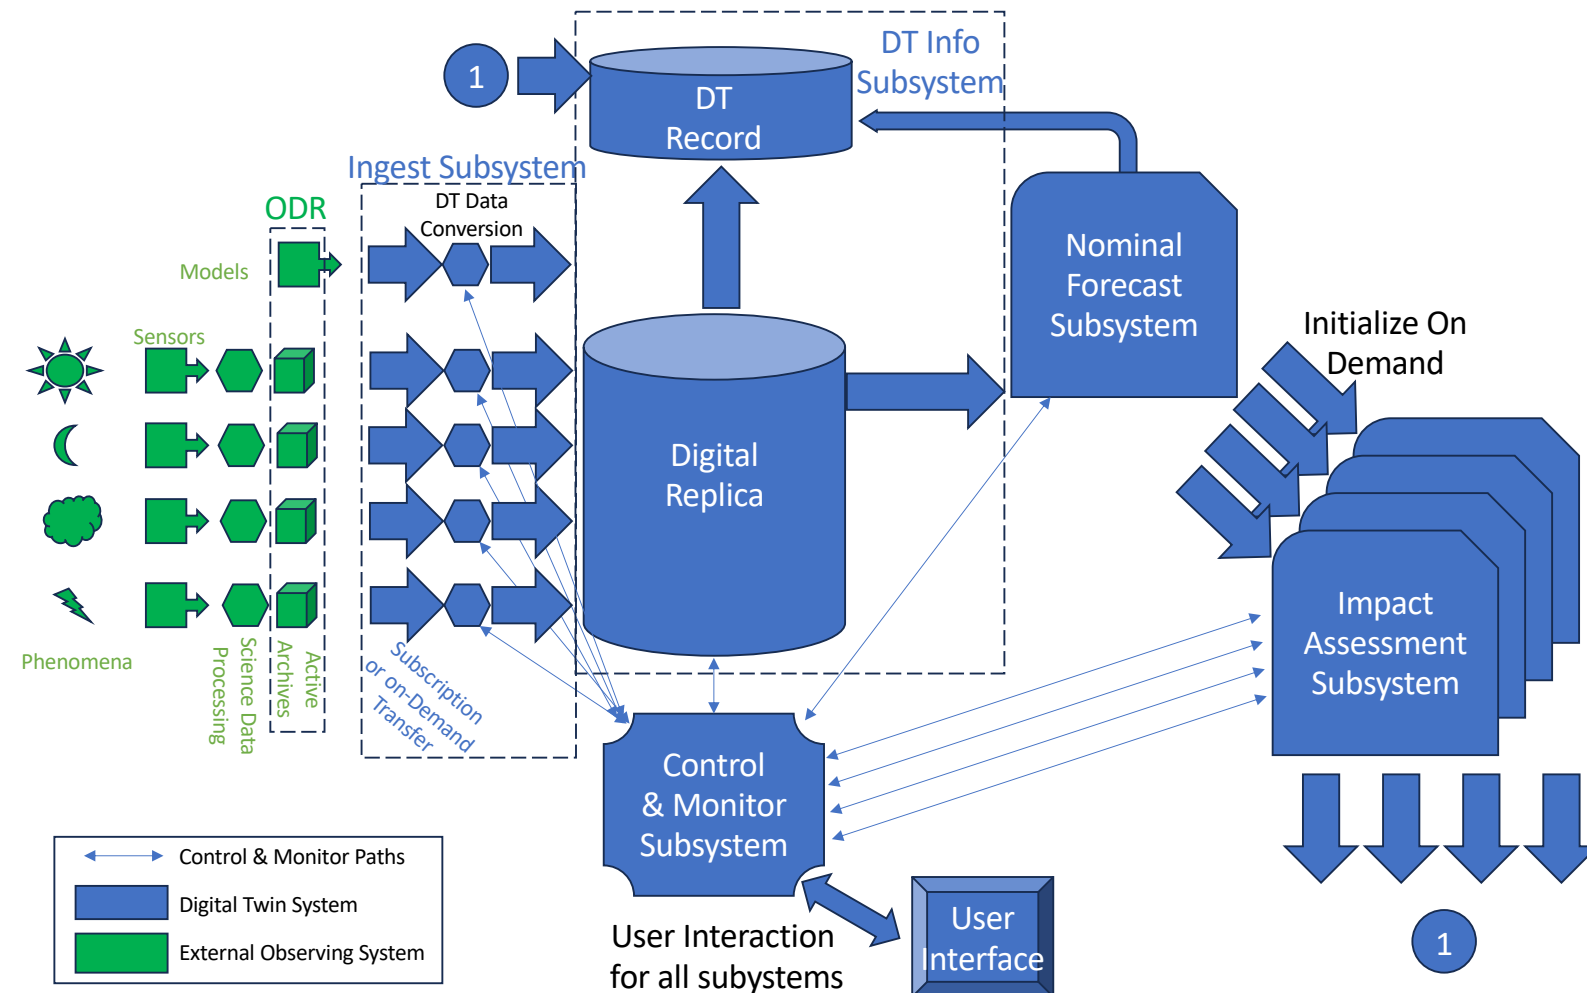 1
DT Info
Subsystem
DT
Record
Ingest Subsystem
DT Data
Conversion
ODR
Models
Sensors
Phenomena
Science Data
Processing
Active
Archives
Subscription
or on-Demand
Transfer
Digital
Replica
Nominal
Forecast
Subsystem
Initialize On
Demand
Impact
Assessment
Subsystem
Control
& Monitor
Subsystem
User Interaction
for all subystems
User
Interface
1
Control & Monitor Paths
Digital Twin System
External Observing System